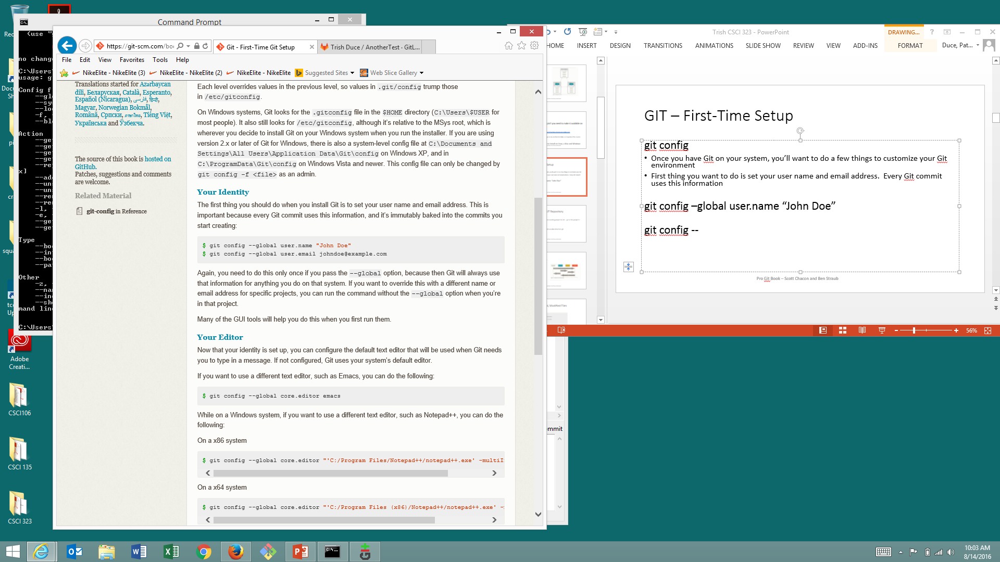 Command Prompt
(use "
no chang
C:\Users
usage: g
Config f
--glo
--sy
--lo
-f,
--bl
Action
--get
--get
--get
--get
--re
x]
--ad
--un
--un
--re
--re
-l,
-e,
--get
--get
Type
--bo
--in
--bo
--pa
Other
-z,
--na
--in
--sh
mand lin
C:\Users
Adobe
Creati...
CSCI106
CSCI 135
CSCI 323
https://git-scm.com/boo
Git - First-Time Git Setup
Trish Duce / AnotherTest · GitL...
File Edit View Favorites Tools Help
NikeElite - NikeElite (3) NikeElite - NikeElite (2) NikeElite - NikeElite Suggested Sites Web Slice Gallery
Translations started for Azərbaycan
dili, Беларуская, Català, Esperanto,
Español (Nicaragua), فارسی, हिन्दी,
Magyar, Norwegian Bokmål,
Română, Српски, ภาษาไทย, Tiếng Việt,
Українська and Ўзбекча.
The source of this book is hosted on
GitHub.
Patches, suggestions and comments
are welcome.
Related Material
git-config in Reference
Each level overrides values in the previous level, so values in .git/config trump those
in /etc/gitconfig.
On Windows systems, Git looks for the .gitconfig file in the $HOME directory (C:\Users\$USER for
most people). It also still looks for /etc/gitconfig, although it’s relative to the MSys root, which is
wherever you decide to install Git on your Windows system when you run the installer. If you are using
version 2.x or later of Git for Windows, there is also a system-level config file at C:\Documents and
Settings\All Users\Application Data\Git\config on Windows XP, and in
C:\ProgramData\Git\config on Windows Vista and newer. This config file can only be changed by
git config -f <file> as an admin.
Your Identity
The first thing you should do when you install Git is to set your user name and email address. This is
important because every Git commit uses this information, and it’s immutably baked into the commits you
start creating:
$ git config --global user.name "John Doe"
$ git config --global user.email johndoe@example.com
Again, you need to do this only once if you pass the --global option, because then Git will always use
that information for anything you do on that system. If you want to override this with a different name or
email address for specific projects, you can run the command without the --global option when you’re
in that project.
Many of the GUI tools will help you do this when you first run them.
Your Editor
Now that your identity is set up, you can configure the default text editor that will be used when Git needs
you to type in a message. If not configured, Git uses your system’s default editor.
If you want to use a different text editor, such as Emacs, you can do the following:
$ git config --global core.editor emacs
While on a Windows system, if you want to use a different text editor, such as Notepad++, you can do the
following:
On a x86 system
$ git config --global core.editor "'C:/Program Files/Notepad++/notepad++.exe' -multiI
On a x64 system
$ git config --global core.editor "'C:/Program Files (x86)/Notepad++/notepad++.exe' -
Trish CSCI 323 - PowerPoint
DRAWING...
HOME INSERT DESIGN TRANSITIONS ANIMATIONS SLIDE SHOW REVIEW VIEW ADD-INS FORMAT Duce, Pat...
GIT – First-Time Setup
git config
• Once you have Git on your system, you’ll want to do a few things to customize your Git
environment
• First thing you want to do is set your user name and email address. Every Git commit
uses this information
git config –global user.name “John Doe”
git config --
Pro Git Book – Scott Chacon and Ben Straub
56%
mmit
10:03 AM
8/14/2016